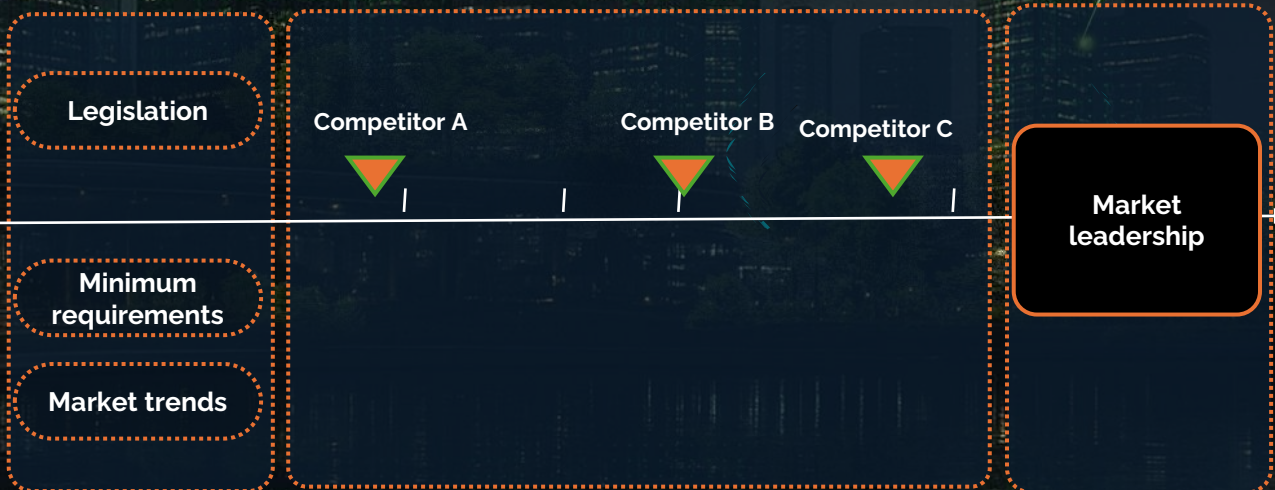 Legislation
Competitor A
Competitor B
Competitor C
Market
leadership
Minimum
requirements
Market trends